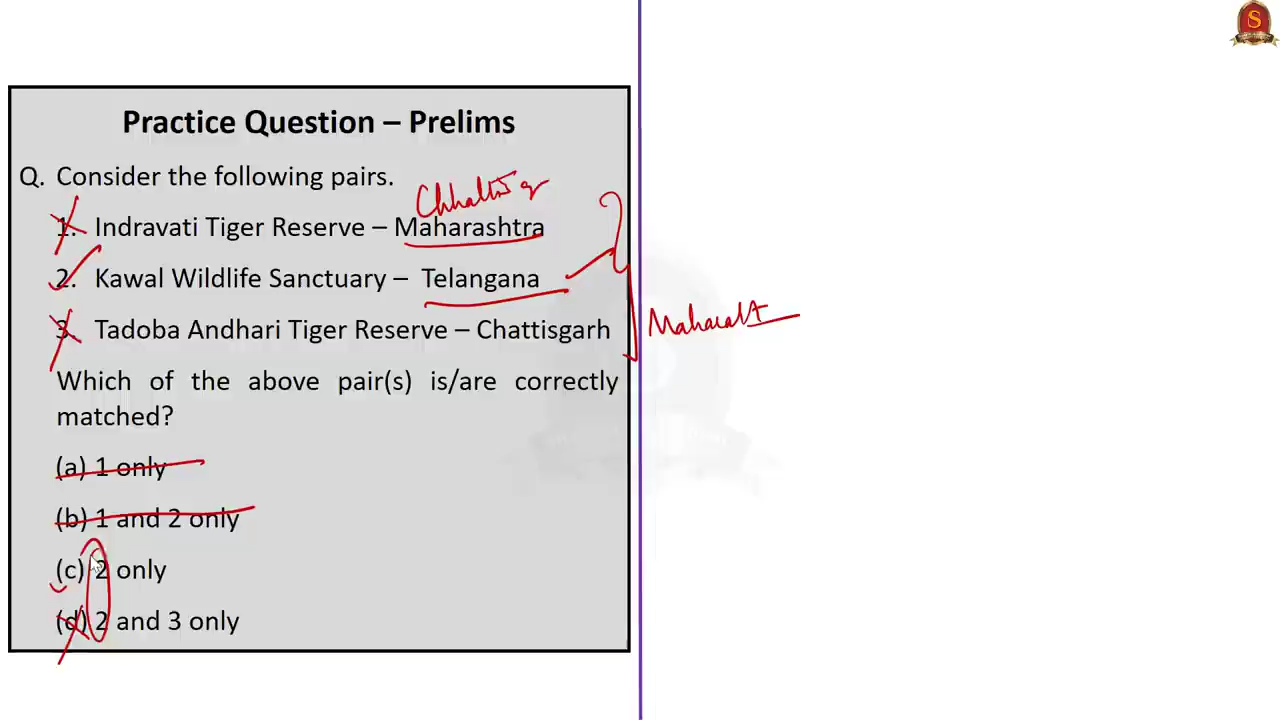 Practice Question – Prelims
Q. Consider the following pairs.
Chhattisgr
1. Indravati Tiger Reserve – Maharashtra
2. Kawal Wildlife Sanctuary – Telangana
3. Tadoba Andhari Tiger Reserve – Chattisgarh
Maharast
Which of the above pair(s) is/are correctly
matched?
(a) 1 only
(b) 1 and 2 only
(c) 2 only
(d) 2 and 3 only
S